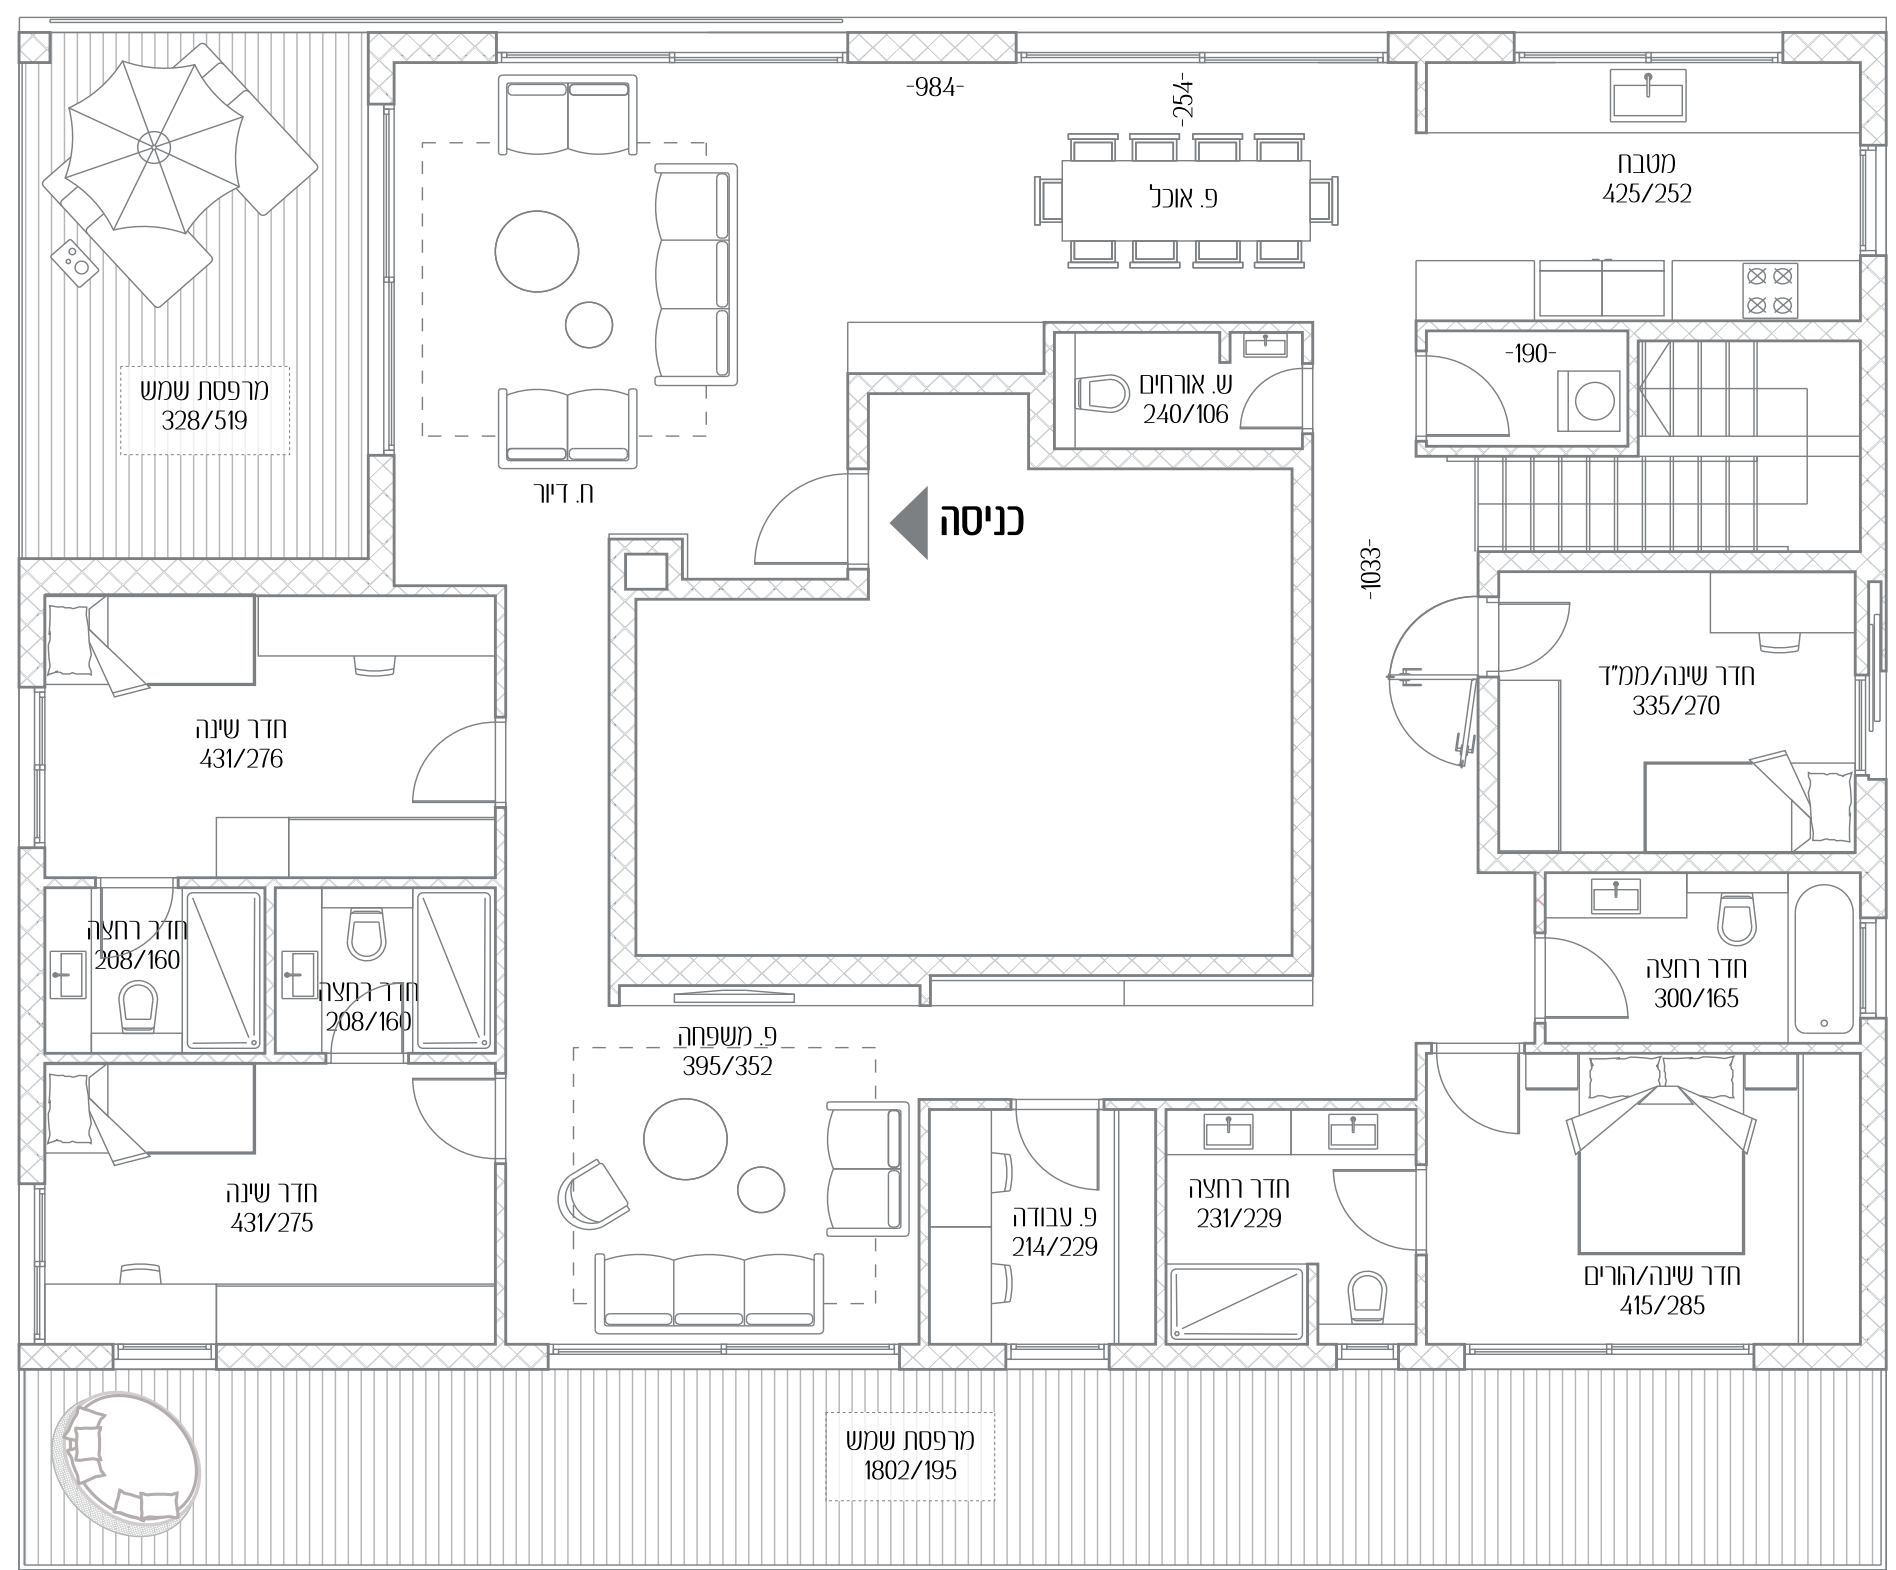 -984-
-254-
מטבח
425/252
פ. אוכל
-190-
ש. אורחים
240/106
מרפסת שמש
328/519
ח. דיור
כניסה
-1033-
חדר שינה/ממ"ד
335/270
חדר שינה
431/276
חדר רחצה
208/160
חדר רחצה
208/160
חדר רחצה
300/165
פ. משפחה
395/352
חדר שינה
431/275
פ. עבודה
214/229
חדר רחצה
231/229
חדר שינה/הורים
415/285
מרפסת שמש
1802/195